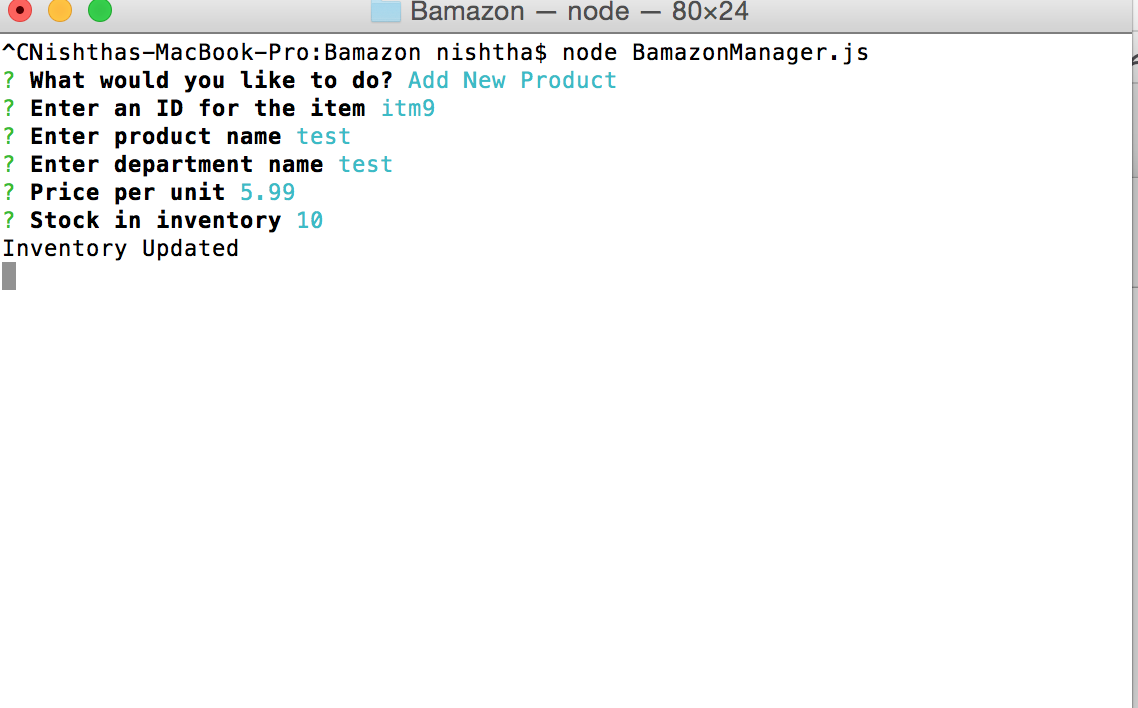 Bamazon — node — 80×24
^CNishthas-MacBook-Pro:Bamazon nishtha$ node BamazonManager.js
? What would you like to do? Add New Product
? Enter an ID for the item itm9
? Enter product name test
? Enter department name test
? Price per unit 5.99
? Stock in inventory 10
Inventory Updated